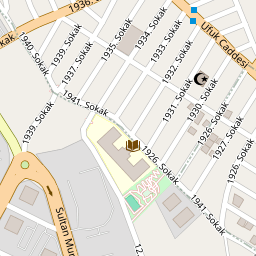 1936. S
1934. Sokak
1935. Sokak
1933. Sokak
Ufuk Caddesi
1940. Sokak
1939. Sokak
1937. Sokak
1932. Sokak
1931. Sokak
1930. Sokak
1941. Sokak
1926. Sokak
1927. Sokak
1939. Sokak
1926. Sokak
1926.
1941. Sokak
Sultan Mu